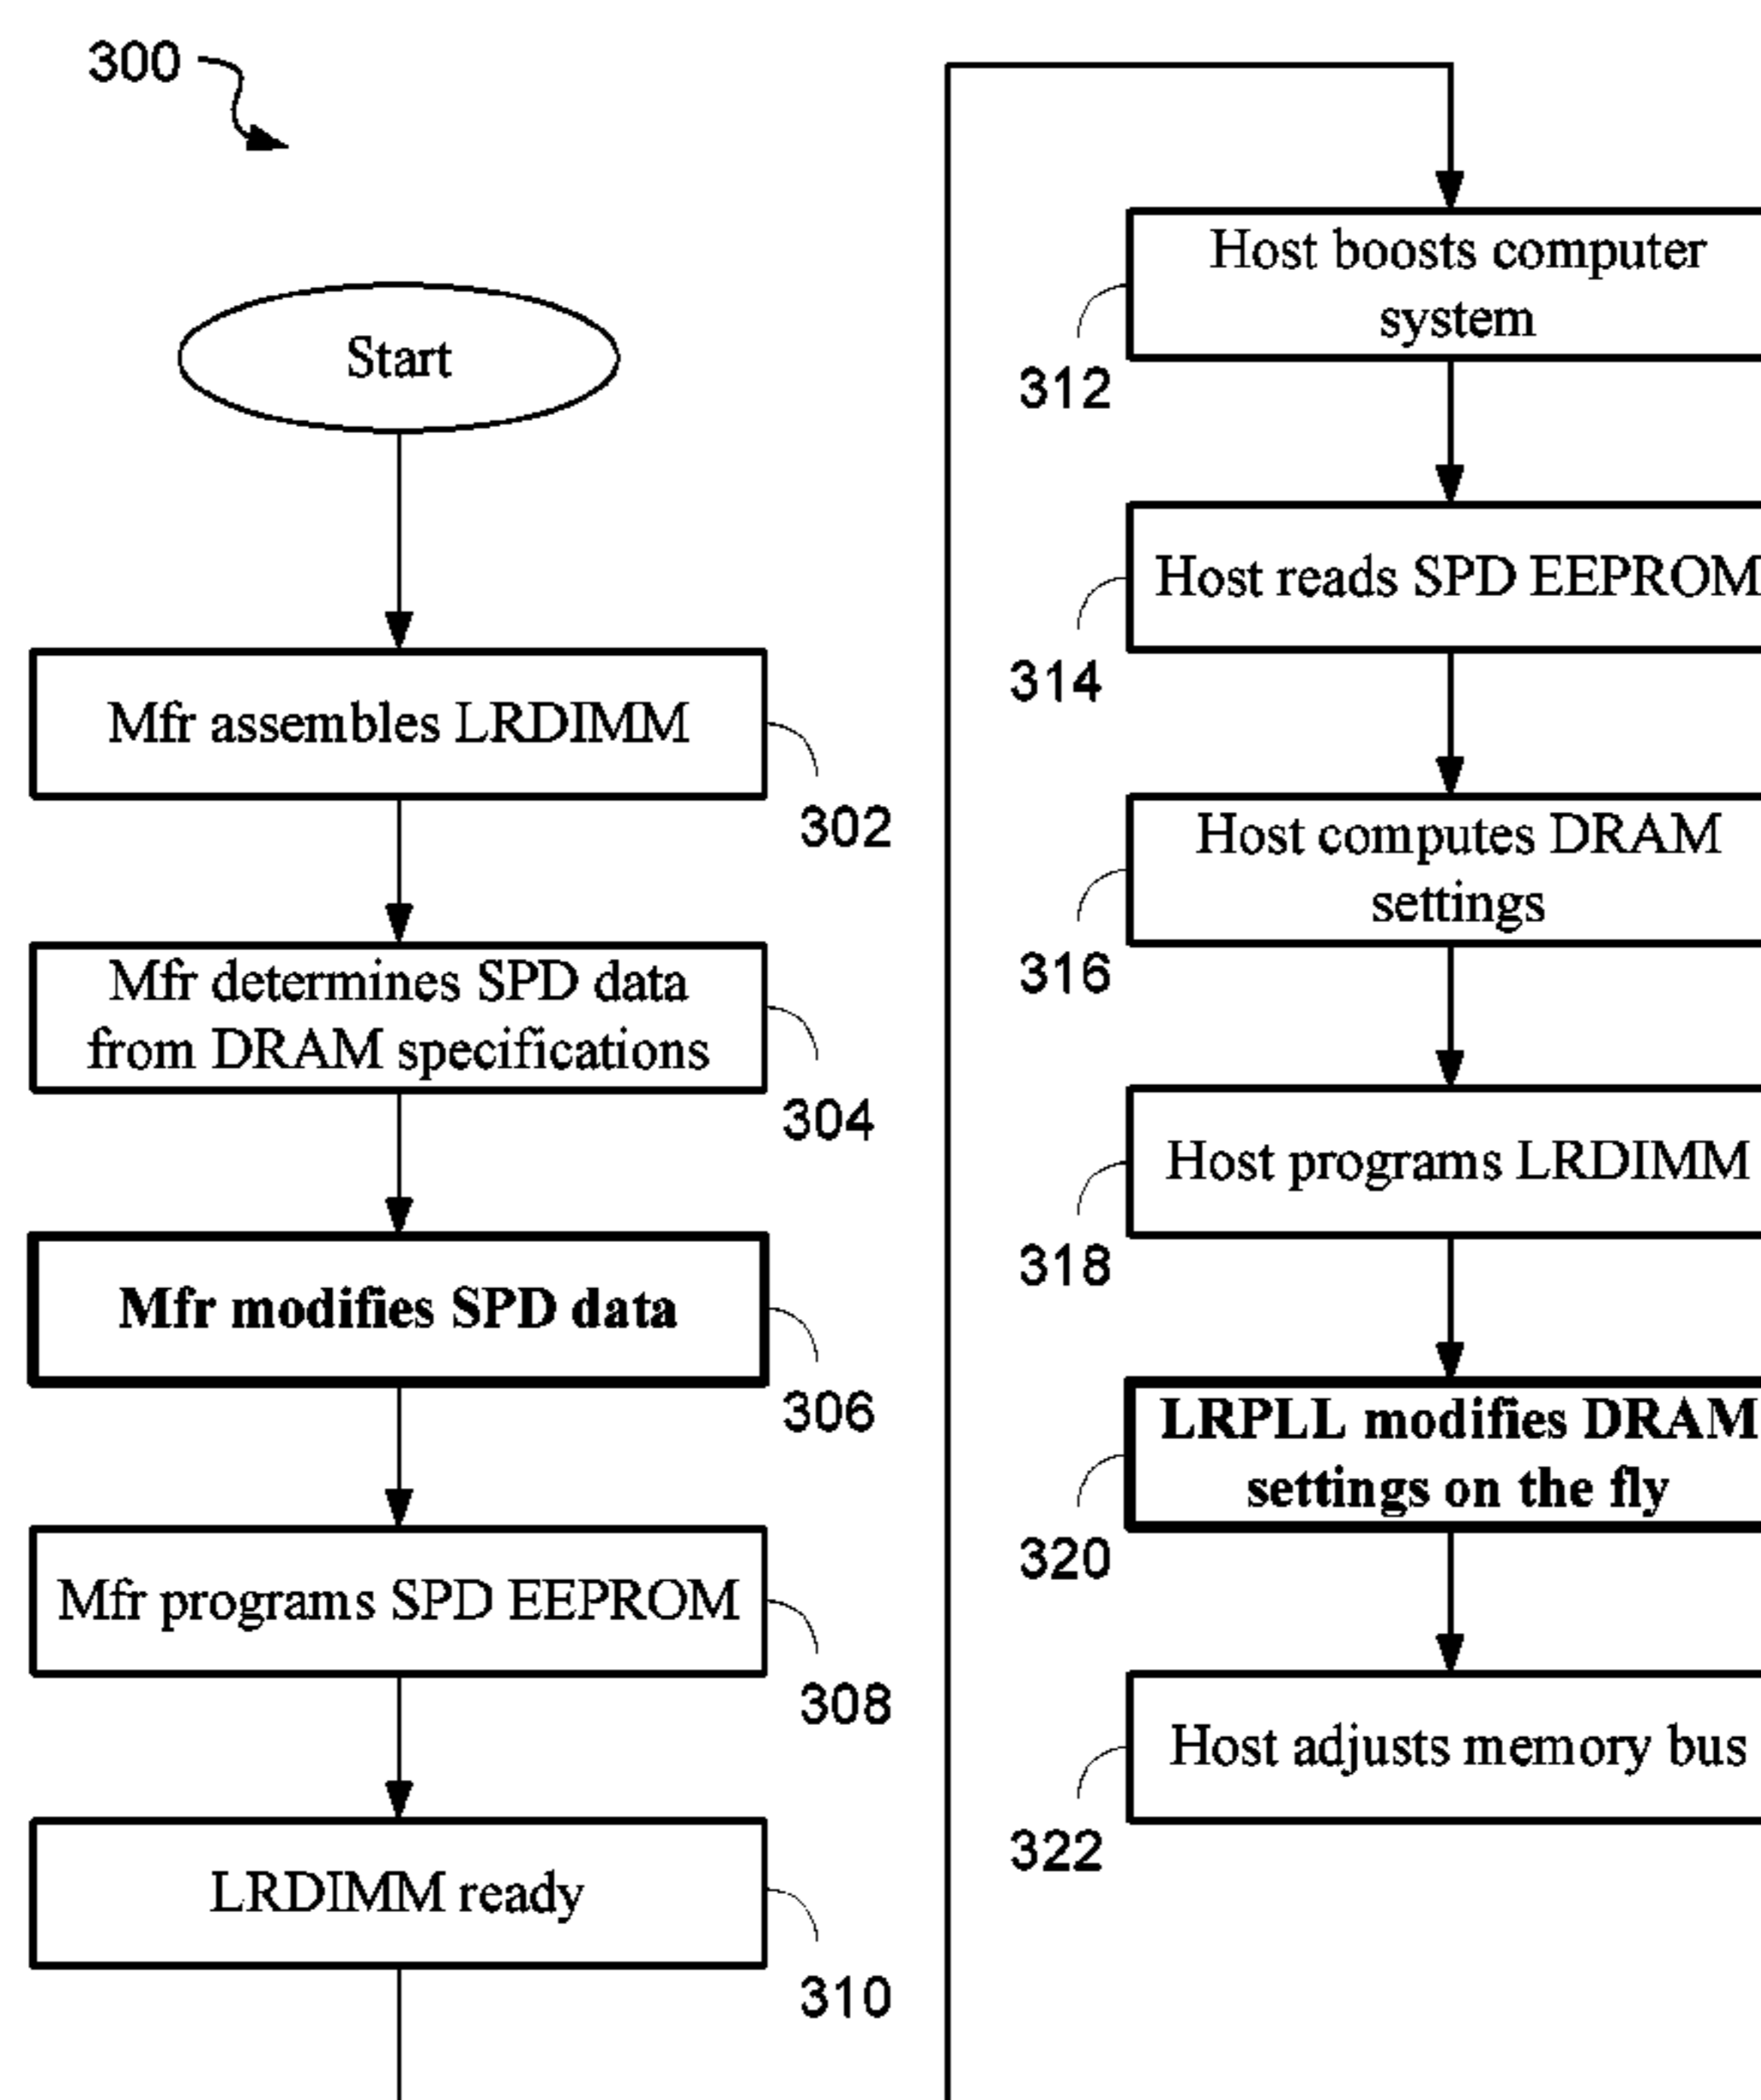 300
Start
Mfr assembles LRDIMM
302
Mfr determines SPD data
from DRAM specifications
304
Mfr modifies SPD data
306
Mfr programs SPD EEPROM
308
LRDIMM ready
310
Host boosts computer
system
312
Host reads SPD EEPROM
314
Host computes DRAM
settings
316
Host programs LRDIMM
318
LRPLL modifies DRAM
settings on the fly
320
Host adjusts memory bus
322